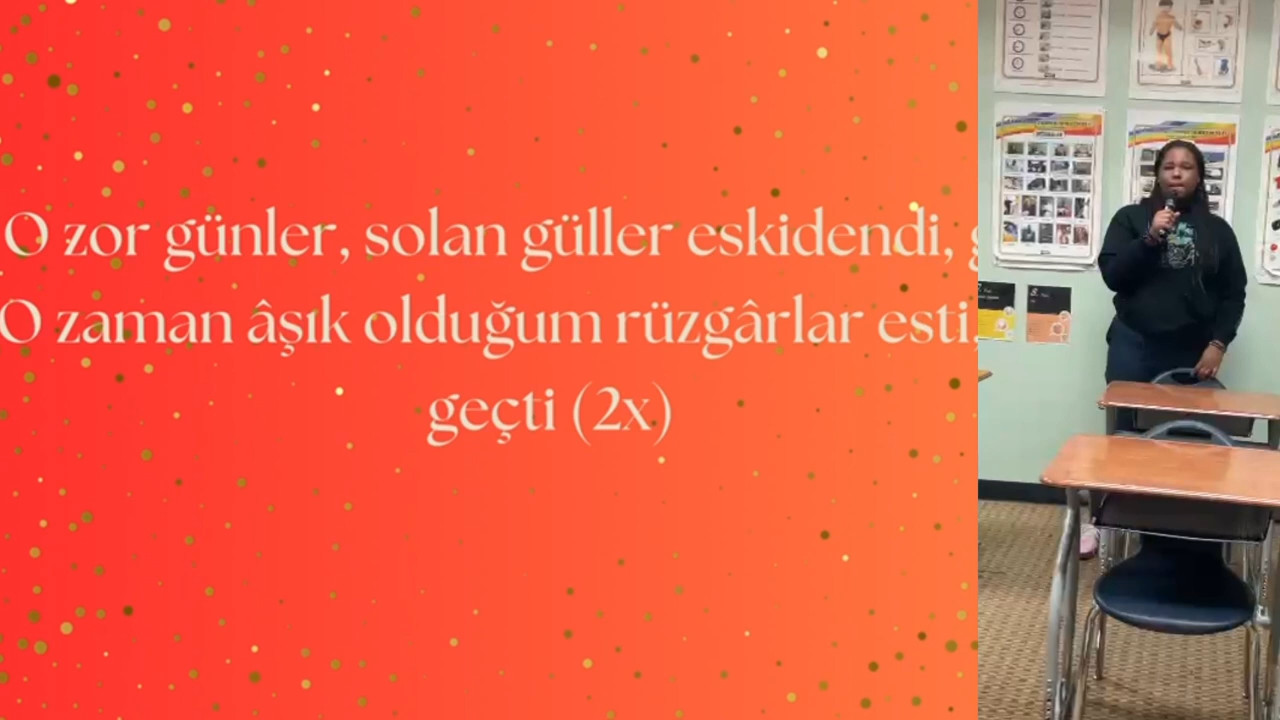 O zor günler, solan güller eskidendi,
O zaman âşık olduğum rüzgârlar esti,
geçti (2x)